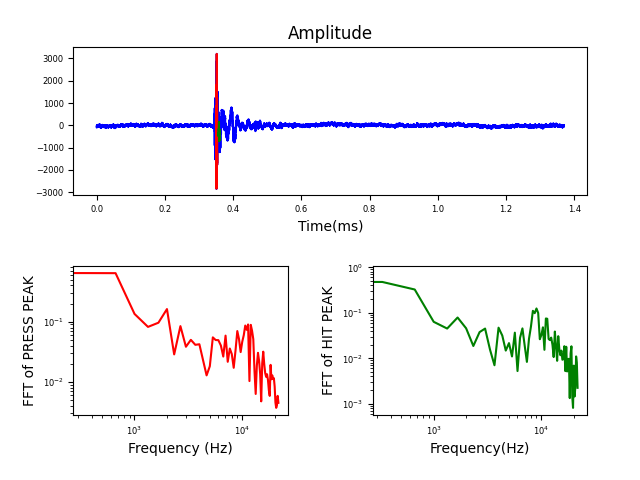 Amplitude
3000
2000
1000
0
−1000
−2000
−3000
0.0 0.2 0.4 0.6 0.8 1.0 1.2 1.4
Time(ms)
FFT of PRESS PEAK
10⁻¹
10⁻²
10³ 10⁴
Frequency (Hz)
FFT of HIT PEAK
10⁰
10⁻¹
10⁻²
10⁻³
10³ 10⁴
Frequency(Hz)